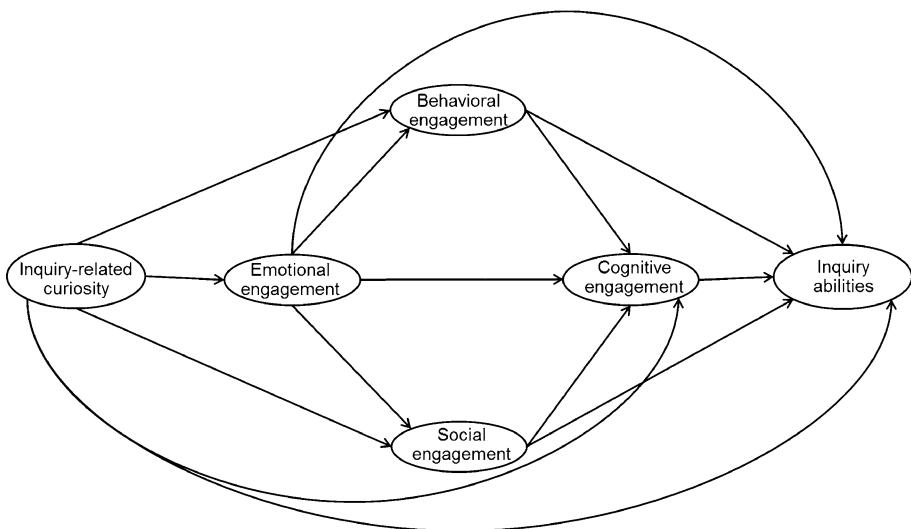 Behavioral
engagement
Inquiry-related
curiosity
Emotional
engagement
Cognitive
engagement
Inquiry
abilities
Social
engagement